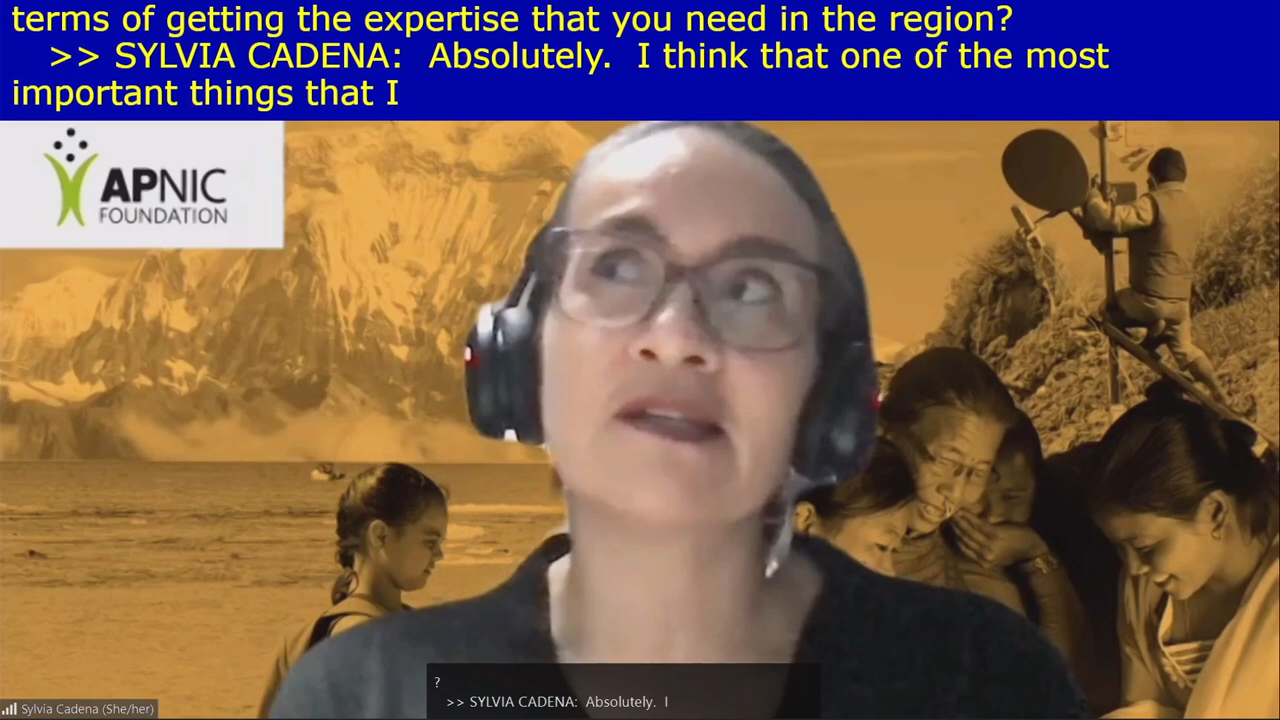 terms of getting the expertise that you need in the region?
>> SYLVIA CADENA: Absolutely. I think that one of the most
important things that I
APNIC
FOUNDATION
?
>> SYLVIA CADENA: Absolutely. I
Sylvia Cadena (She/her)